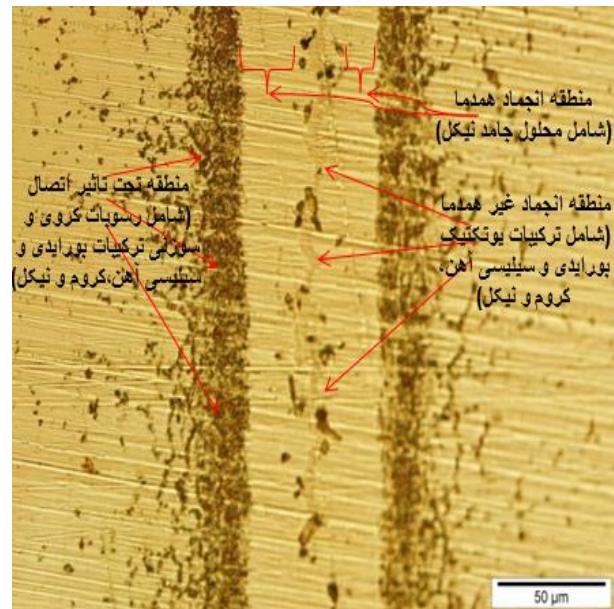 منطقه انجماد همدما
(شامل محلول جامد نیکل)
منطقه تحت تاثیر اتصال
(شامل رسوبات کروی و
سوزنی ترکیبات بورایدی و
سیلیسی آهن،کروم و نیکل)
منطقه انجماد غیر همدما
(شامل ترکیبات یوتکتیک
بورایدی و سیلیسی آهن،
کروم و نیکل)
50 µm